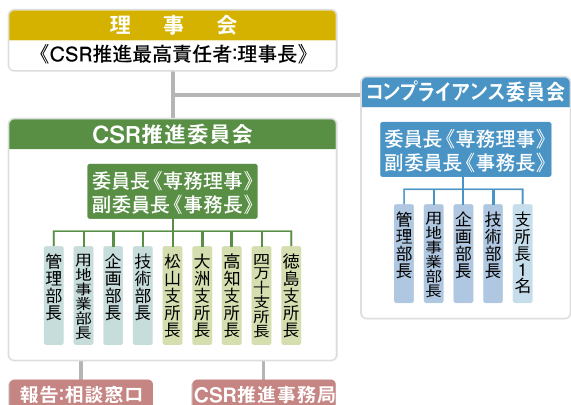 理事会
《CSR推進最高責任者:理事長》
コンプライアンス委員会
委員長《専務理事》
副委員長《事務長》
管理部長
用地事業部長
企画部長
技術部長
支所長1名
CSR推進委員会
委員長《専務理事》
副委員長《事務長》
管理部長
用地事業部長
企画部長
技術部長
松山支所長
大洲支所長
高知支所長
四万十支所長
徳島支所長
報告:相談窓口
CSR推進事務局